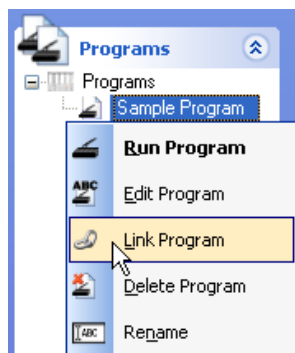 Programs
Programs
Sample Program
Run Program
ABC
Edit Program
Link Program
Delete Program
ABC
Rename